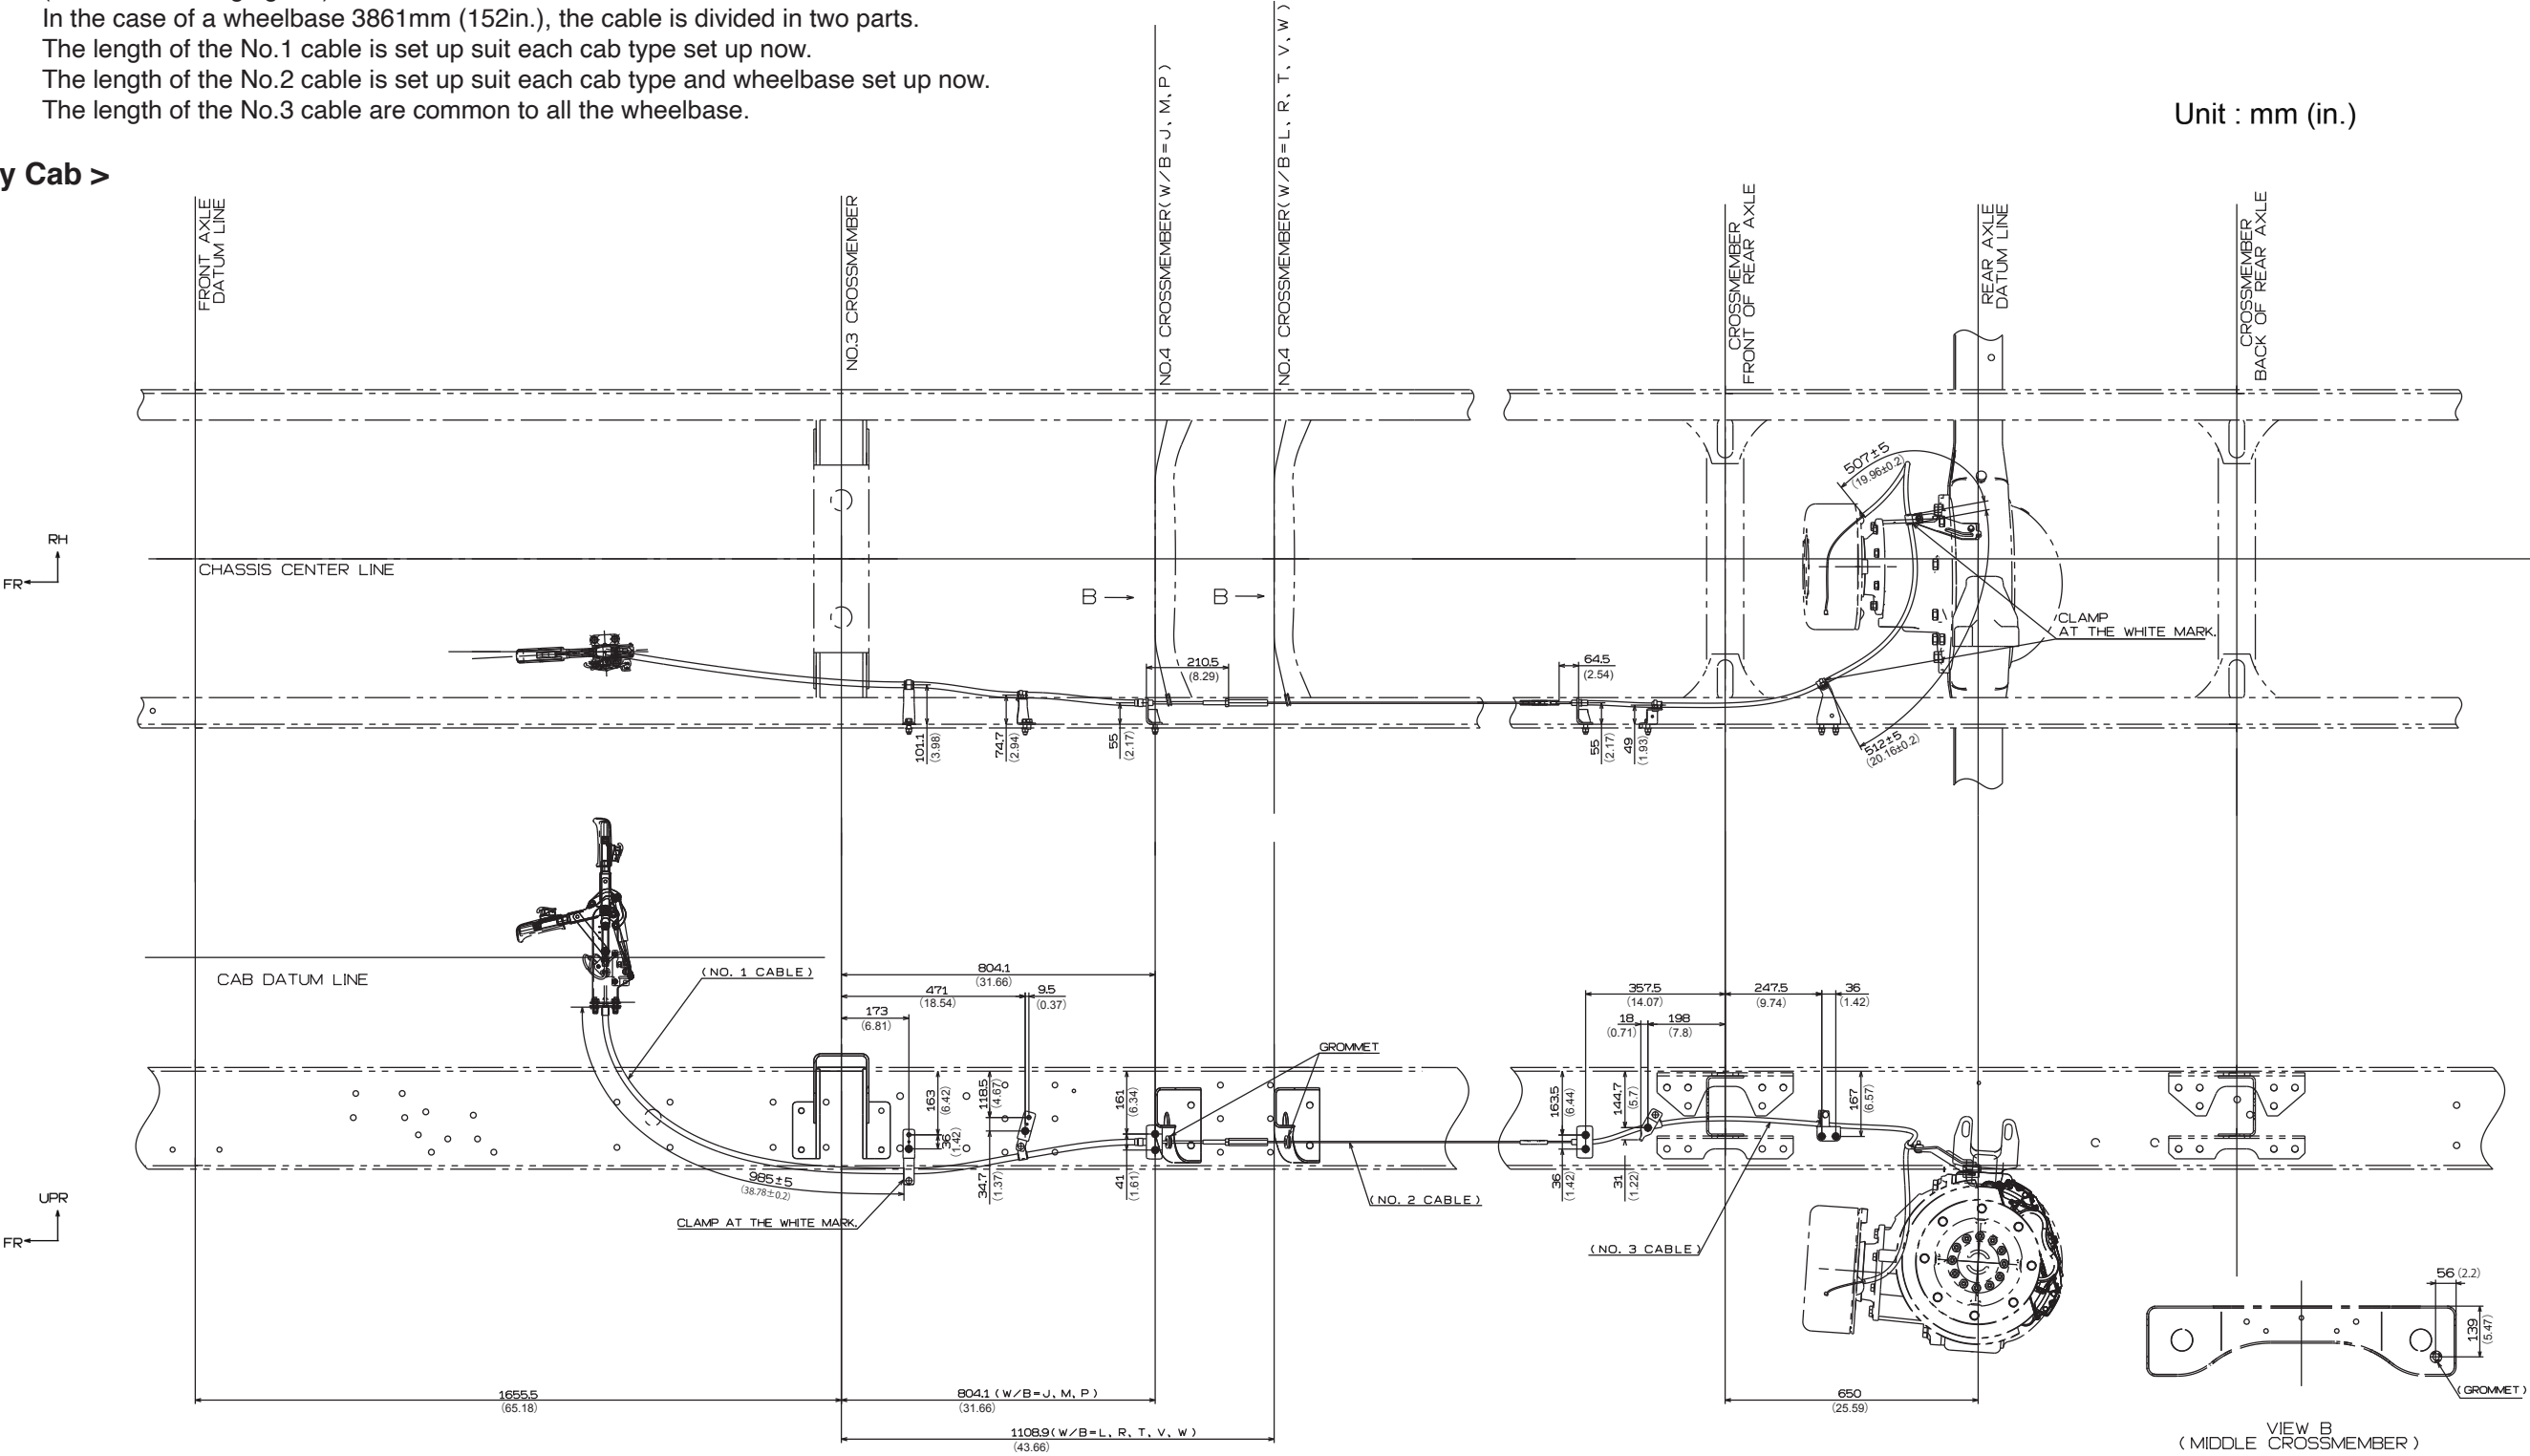 In the case of a wheelbase 3861mm (152in.), the cable is divided in two parts.
The length of the No.1 cable is set up suit each cab type set up now.
The length of the No.2 cable is set up suit each cab type and wheelbase set up now.
The length of the No.3 cable are common to all the wheelbase.
Unit : mm (in.)
y Cab >
FRONT AXLE
DATUM LINE
NO.3 CROSSMEMBER
NO.4 CROSSMEMBER(W/B=J, M, P)
NO.4 CROSSMEMBER(W/B=L, R, T, V, W)
CROSSMEMBER
FRONT OF REAR AXLE
REAR AXLE
DATUM LINE
CROSSMEMBER
BACK OF REAR AXLE
507±5
(19.96±0.2)
RH
FR
CHASSIS CENTER LINE
B
B
CLAMP
AT THE WHITE MARK.
210.5
(8.29)
64.5
(2.54)
101.1
(3.98)
74.7
(2.94)
55
(2.17)
55
(2.17)
49
(1.93)
512±5
(20.16±0.2)
CAB DATUM LINE
(NO. 1 CABLE)
804.1
(31.66)
471
(18.54)
9.5
(0.37)
173
(6.81)
357.5
(14.07)
247.5
(9.74)
36
(1.42)
18
(0.71)
198
(7.8)
GROMMET
163
(6.42)
36
(1.42)
118.5
(4.67)
34.7
(1.37)
161
(6.34)
41
(1.61)
163.5
(6.44)
36
(1.42)
144.7
(5.7)
31
(1.22)
167
(6.57)
985±5
(38.78±0.2)
CLAMP AT THE WHITE MARK.
(NO. 2 CABLE)
(NO. 3 CABLE)
UPR
FR
56 (2.2)
139
(5.47)
(GROMMET)
1655.5
(65.18)
804.1 (W/B=J, M, P)
(31.66)
650
(25.59)
1108.9(W/B=L, R, T, V, W)
(43.66)
VIEW B
(MIDDLE CROSSMEMBER)